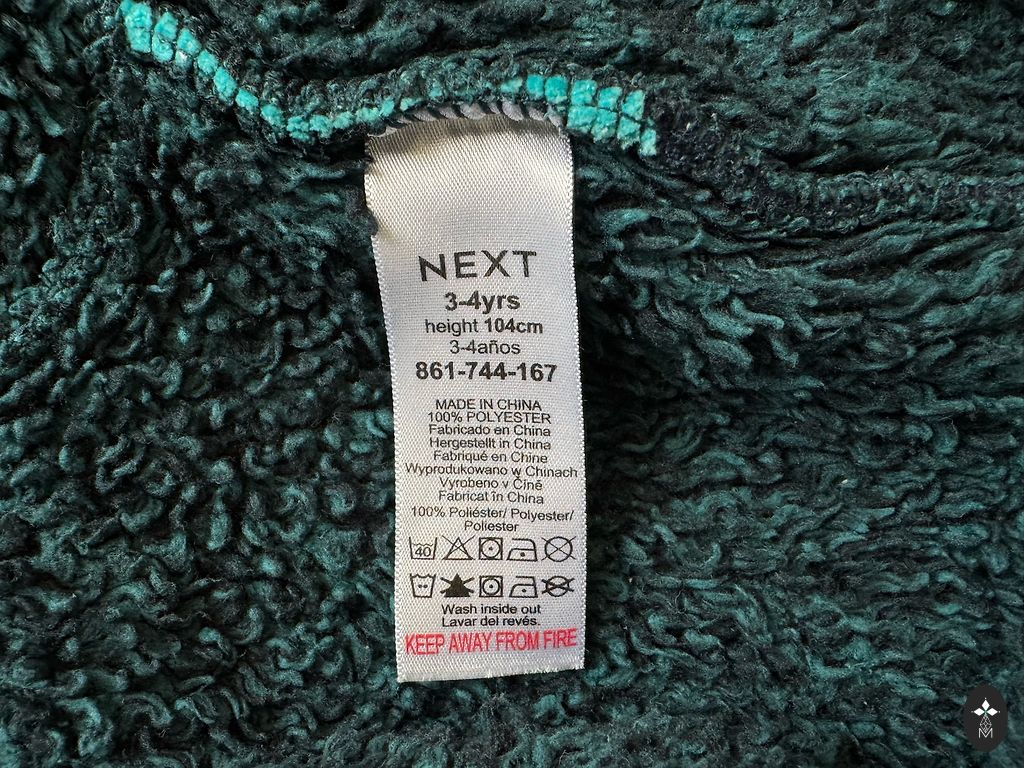 NEXT
3-4yrs
height 104cm
3-4años
861-744-167
MADE IN CHINA
100% POLYESTER
Fabricado en China
Hergestellt in China
Fabriqué en Chine
Wyprodukowano w Chinach
Vyrobeno v Číně
Fabricat în China
100% Poliéster/ Polyester/
Poliester
40
Wash inside out
Lavar del revés.
KEEP AWAY FROM FIRE
M